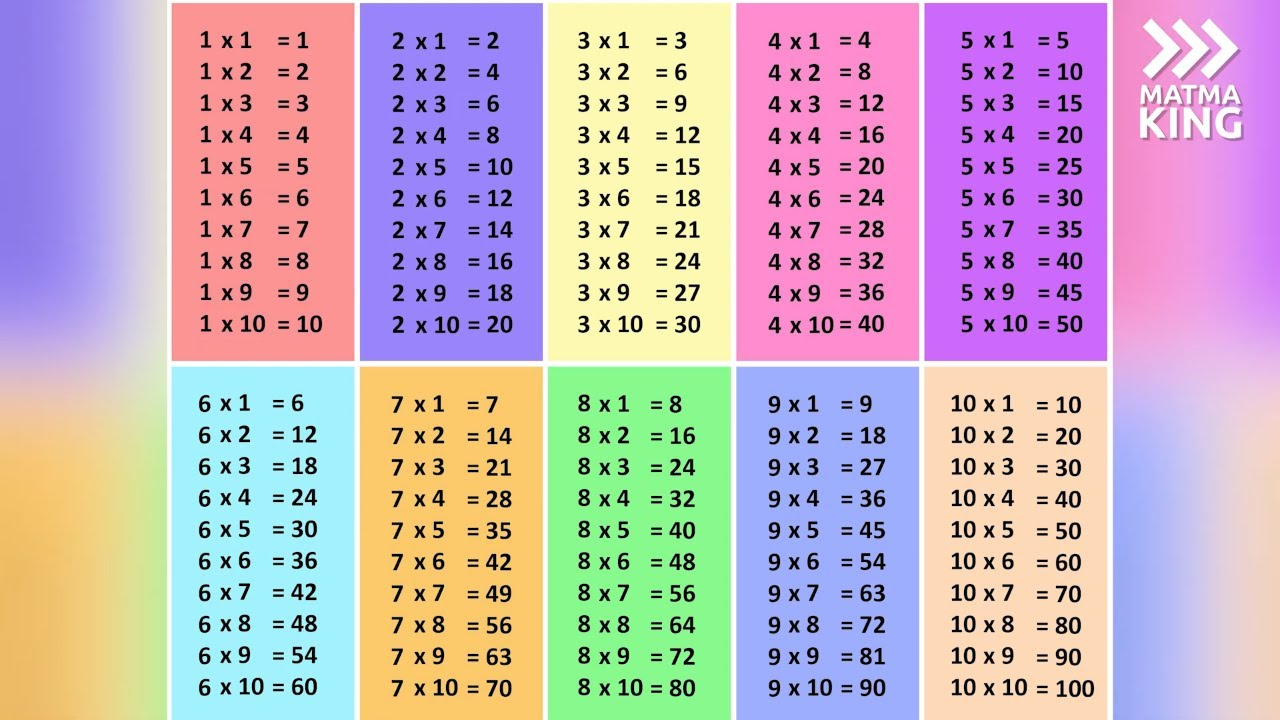 1 x 1 = 1
1 x 2 = 2
1 x 3 = 3
1 x 4 = 4
1 x 5 = 5
1 x 6 = 6
1 x 7 = 7
1 x 8 = 8
1 x 9 = 9
1 x 10 = 10
2 x 1 = 2
2 x 2 = 4
2 x 3 = 6
2 x 4 = 8
2 x 5 = 10
2 x 6 = 12
2 x 7 = 14
2 x 8 = 16
2 x 9 = 18
2 x 10 = 20
3 x 1 = 3
3 x 2 = 6
3 x 3 = 9
3 x 4 = 12
3 x 5 = 15
3 x 6 = 18
3 x 7 = 21
3 x 8 = 24
3 x 9 = 27
3 x 10 = 30
4 x 1 = 4
4 x 2 = 8
4 x 3 = 12
4 x 4 = 16
4 x 5 = 20
4 x 6 = 24
4 x 7 = 28
4 x 8 = 32
4 x 9 = 36
4 x 10 = 40
5 x 1 = 5
5 x 2 = 10
5 x 3 = 15
5 x 4 = 20
5 x 5 = 25
5 x 6 = 30
5 x 7 = 35
5 x 8 = 40
5 x 9 = 45
5 x 10 = 50
MATMA
KING
6 x 1 = 6
6 x 2 = 12
6 x 3 = 18
6 x 4 = 24
6 x 5 = 30
6 x 6 = 36
6 x 7 = 42
6 x 8 = 48
6 x 9 = 54
6 x 10 = 60
7 x 1 = 7
7 x 2 = 14
7 x 3 = 21
7 x 4 = 28
7 x 5 = 35
7 x 6 = 42
7 x 7 = 49
7 x 8 = 56
7 x 9 = 63
7 x 10 = 70
8 x 1 = 8
8 x 2 = 16
8 x 3 = 24
8 x 4 = 32
8 x 5 = 40
8 x 6 = 48
8 x 7 = 56
8 x 8 = 64
8 x 9 = 72
8 x 10 = 80
9 x 1 = 9
9 x 2 = 18
9 x 3 = 27
9 x 4 = 36
9 x 5 = 45
9 x 6 = 54
9 x 7 = 63
9 x 8 = 72
9 x 9 = 81
9 x 10 = 90
10 x 1 = 10
10 x 2 = 20
10 x 3 = 30
10 x 4 = 40
10 x 5 = 50
10 x 6 = 60
10 x 7 = 70
10 x 8 = 80
10 x 9 = 90
10 x 10 = 100